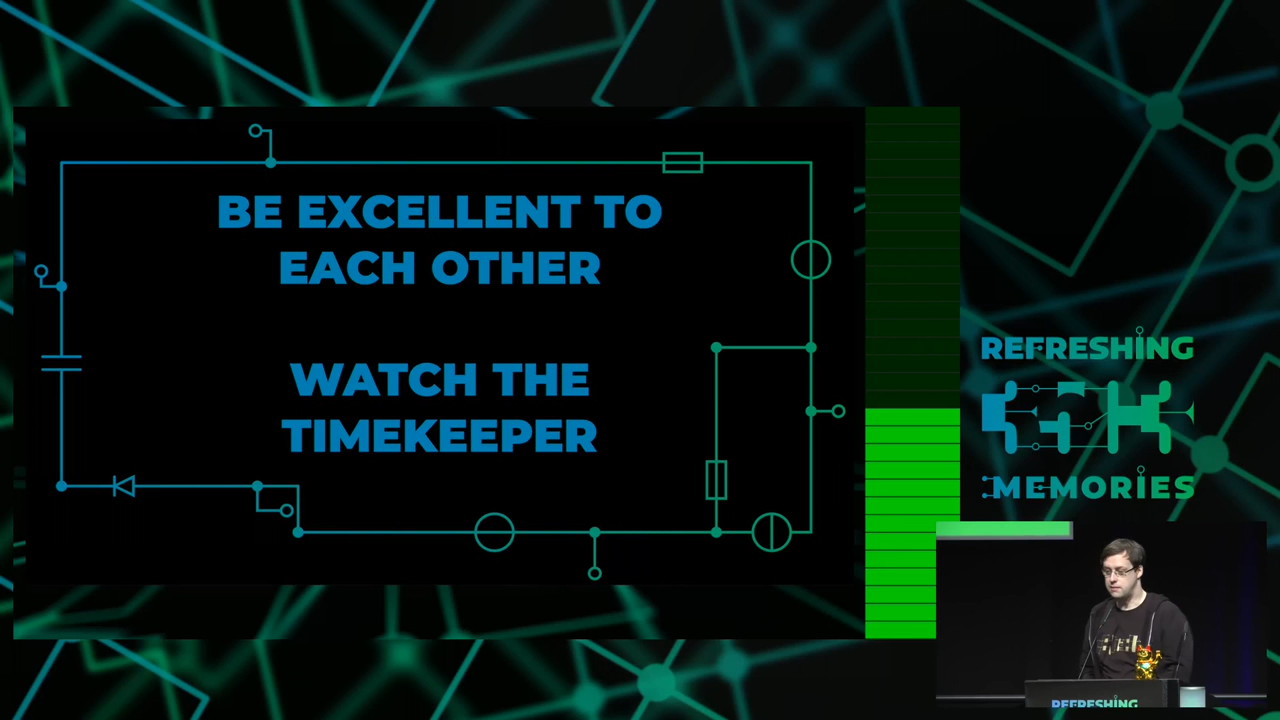 BE EXCELLENT TO
EACH OTHER
WATCH THE
TIMEKEEPER
REFRESHING
MEMORIES
REFRESHING